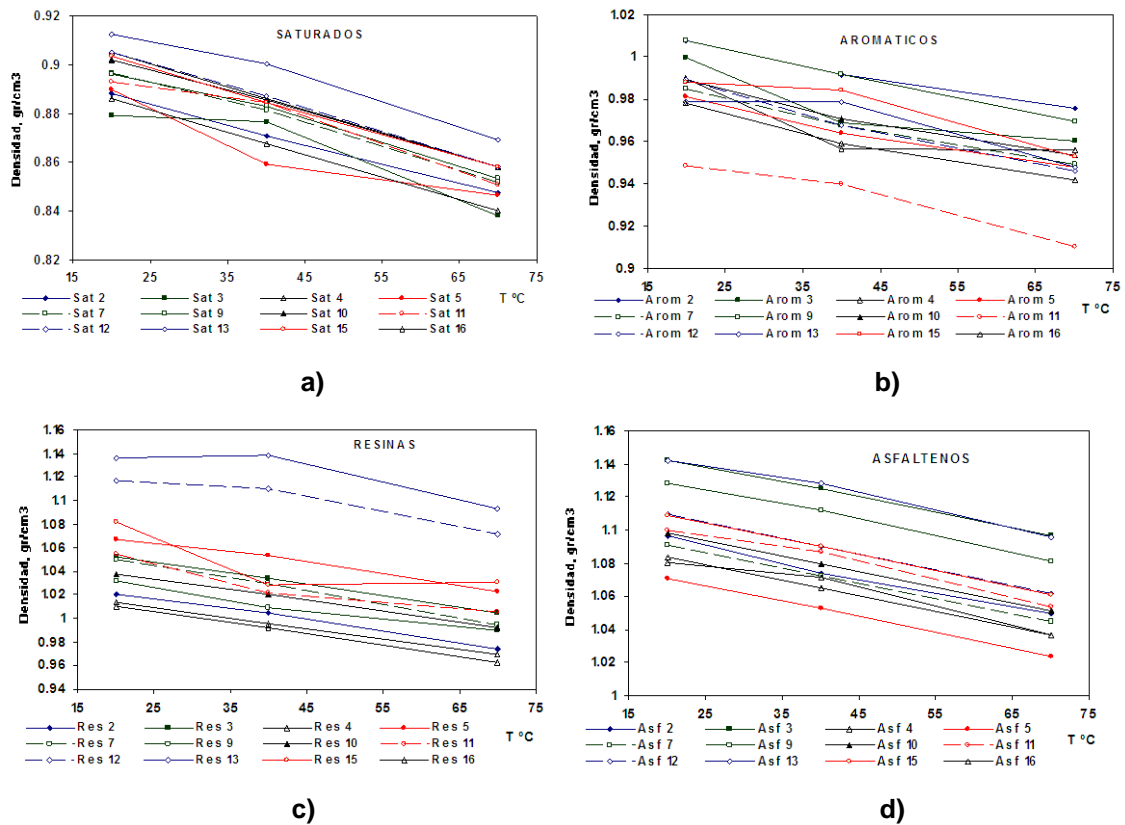 SATURADOS
Densidad, gr/cm3
0.92
0.9
0.88
0.86
0.84
0.82
15 25 35 45 55 65 75
T ºC
Sat 2 Sat 3 Sat 4 Sat 5
Sat 7 Sat 9 Sat 10 Sat 11
Sat 12 Sat 13 Sat 15 Sat 16
a)
AROMATICOS
Densidad, gr/cm3
1.02
1
0.98
0.96
0.94
0.92
0.9
15 25 35 45 55 65 75
T ºC
Arom 2 Arom 3 Arom 4 Arom 5
Arom 7 Arom 9 Arom 10 Arom 11
Arom 12 Arom 13 Arom 15 Arom 16
b)
RESINAS
Densidad, gr/cm3
1.16
1.14
1.12
1.1
1.08
1.06
1.04
1.02
1
0.98
0.96
0.94
15 25 35 45 55 65 75
T ºC
Res 2 Res 3 Res 4 Res 5
Res 7 Res 9 Res 10 Res 11
Res 12 Res 13 Res 15 Res 16
c)
ASFALTENOS
Densidad, gr/cm3
1.16
1.14
1.12
1.1
1.08
1.06
1.04
1.02
1
15 25 35 45 55 65 75
T ºC
Asf 2 Asf 3 Asf 4 Asf 5
Asf 7 Asf 9 Asf 10 Asf 11
Asf 12 Asf 13 Asf 15 Asf 16
d)